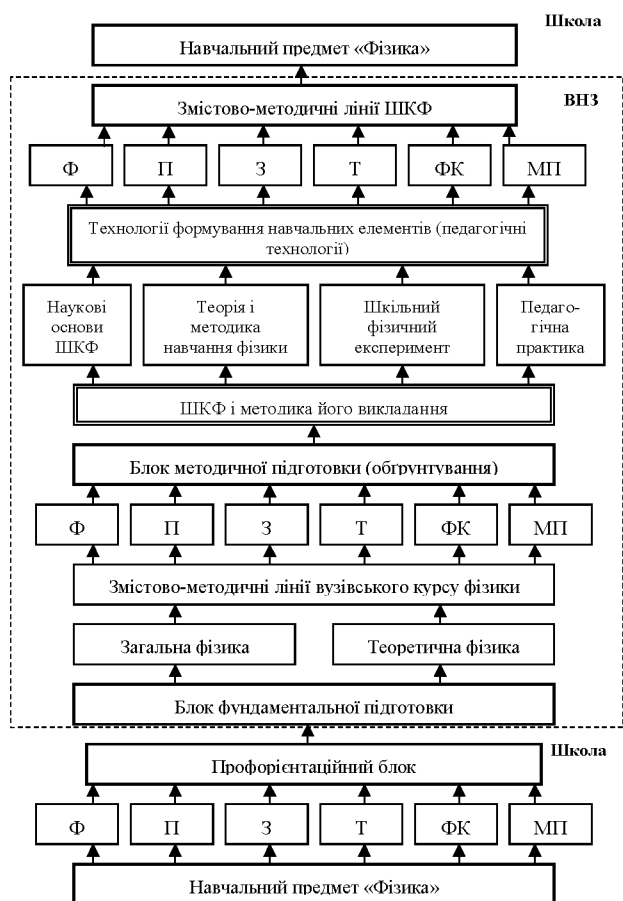 Школа
Навчальний предмет «Фізика»
ВНЗ
Змістово-методичні лінії ШКФ
Ф П З Т ФК МП
Технології формування навчальних елементів (педагогічні
технології)
Наукові
основи
ШКФ
Теорія і
методика
навчання фізики
Шкільний
фізичний
експеримент
Педаго-
гічна
практика
ШКФ і методика його викладання
Блок методичної підготовки (обґрунтування)
Ф П З Т ФК МП
Змістово-методичні лінії вузівського курсу фізики
Загальна фізика
Теоретична фізика
Блок фундаментальної підготовки
Школа
Профорієнтаційний блок
Ф П З Т ФК МП
Навчальний предмет «Фізика»